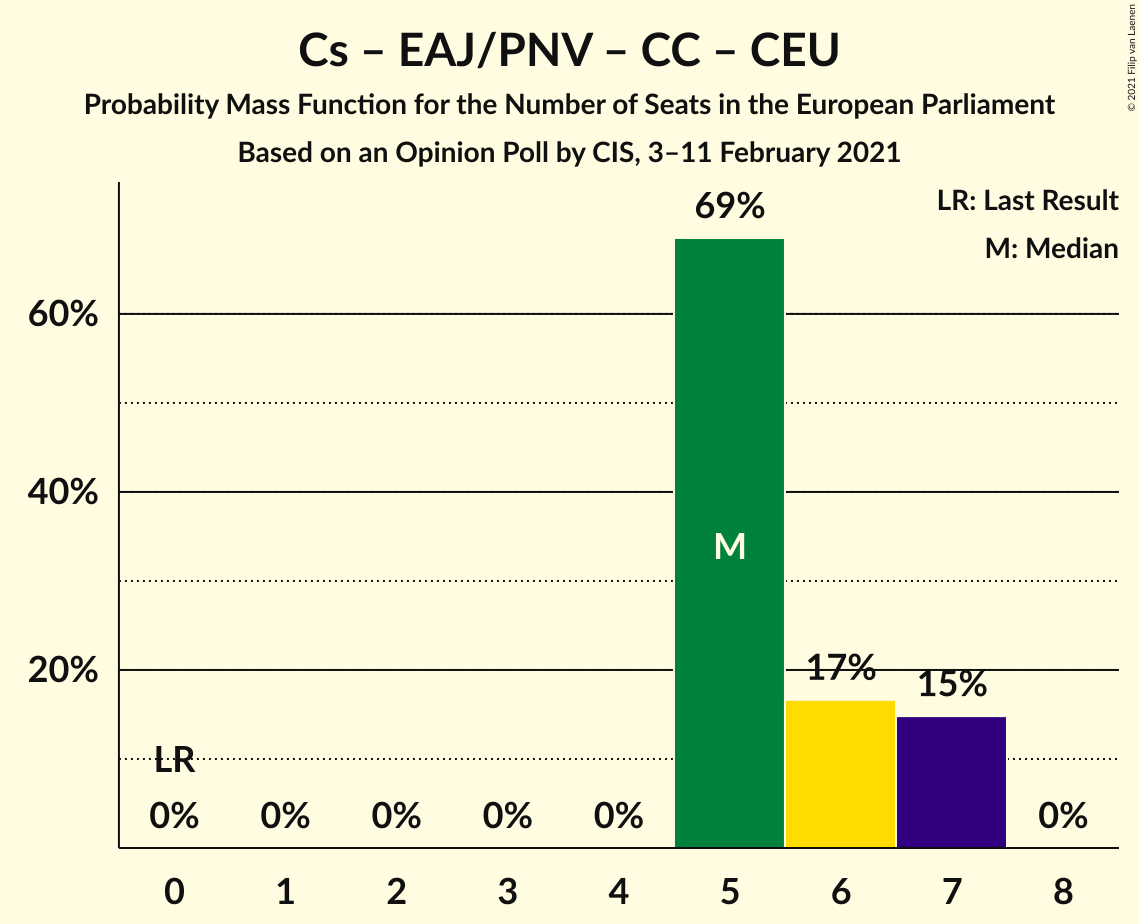 Cs – EAJ/PNV – CC – CEU
Probability Mass Function for the Number of Seats in the European Parliament
Based on an Opinion Poll by CIS, 3–11 February 2021
© 2021 Filip van Laenen
LR: Last Result
M: Median
69%
60%
40%
M
20%
17%
15%
LR
0%
0%
0%
0%
0%
0%
0
1
2
3
4
5
6
7
8